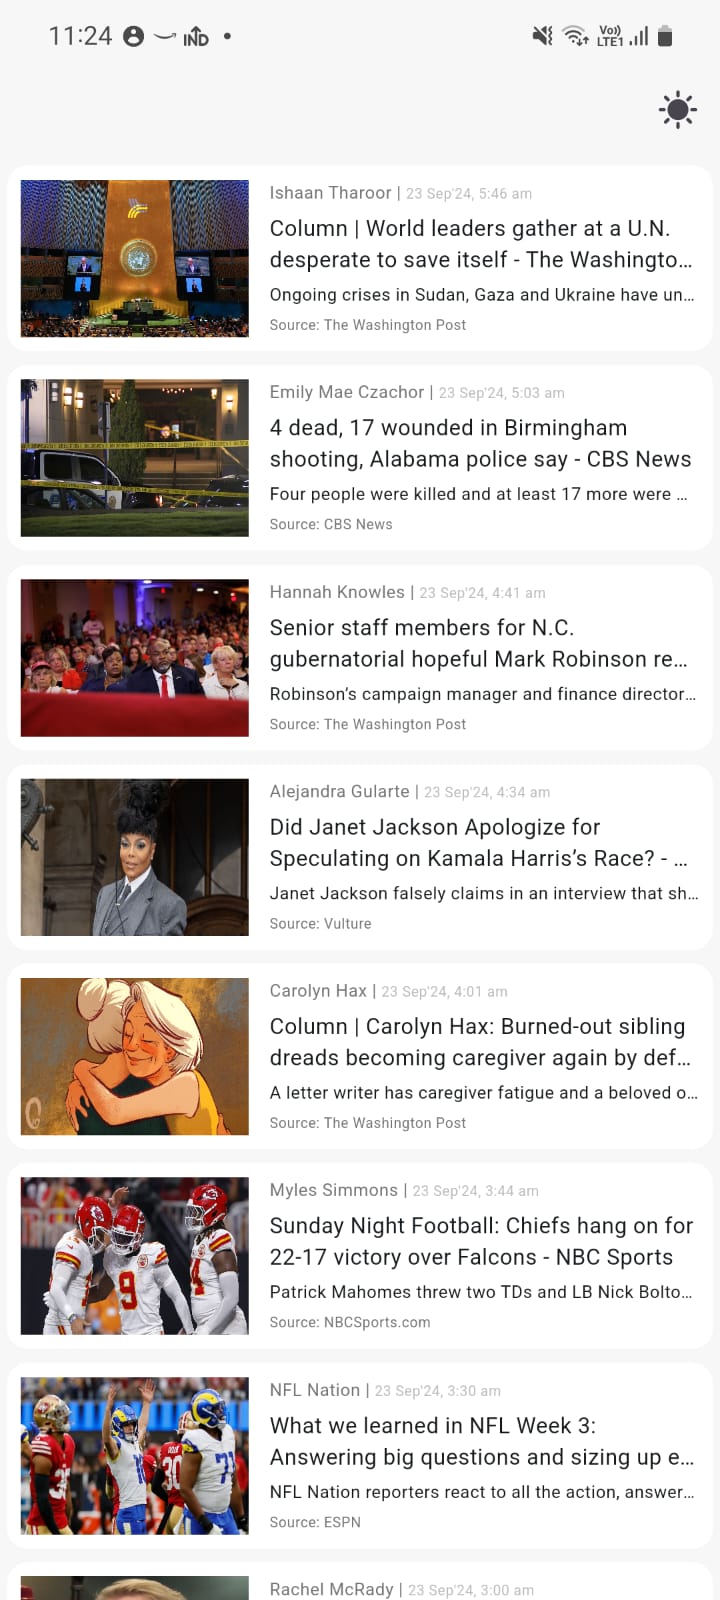 11:24 IND • Vo)) LTE1
Ishaan Tharoor | 23 Sep'24, 5:46 am
Column | World leaders gather at a U.N.
desperate to save itself - The Washingto...
Ongoing crises in Sudan, Gaza and Ukraine have un...
Source: The Washington Post
Emily Mae Czachor | 23 Sep'24, 5:03 am
4 dead, 17 wounded in Birmingham
shooting, Alabama police say - CBS News
Four people were killed and at least 17 more were ...
Source: CBS News
Hannah Knowles | 23 Sep'24, 4:41 am
Senior staff members for N.C.
gubernatorial hopeful Mark Robinson re...
Robinson's campaign manager and finance director...
Source: The Washington Post
Alejandra Gularte | 23 Sep'24, 4:34 am
Did Janet Jackson Apologize for
Speculating on Kamala Harris’s Race? - ...
Janet Jackson falsely claims in an interview that sh...
Source: Vulture
Carolyn Hax | 23 Sep'24, 4:01 am
Column | Carolyn Hax: Burned-out sibling
dreads becoming caregiver again by def...
A letter writer has caregiver fatigue and a beloved o...
Source: The Washington Post
9
4
Myles Simmons | 23 Sep'24, 3:44 am
Sunday Night Football: Chiefs hang on for
22-17 victory over Falcons - NBC Sports
Patrick Mahomes threw two TDs and LB Nick Bolto...
Source: NBCSports.com
30
NFL Nation | 23 Sep'24, 3:30 am
What we learned in NFL Week 3:
Answering big questions and sizing up e...
NFL Nation reporters react to all the action, answer...
Source: ESPN
Rachel McRady | 23 Sep'24, 3:00 am